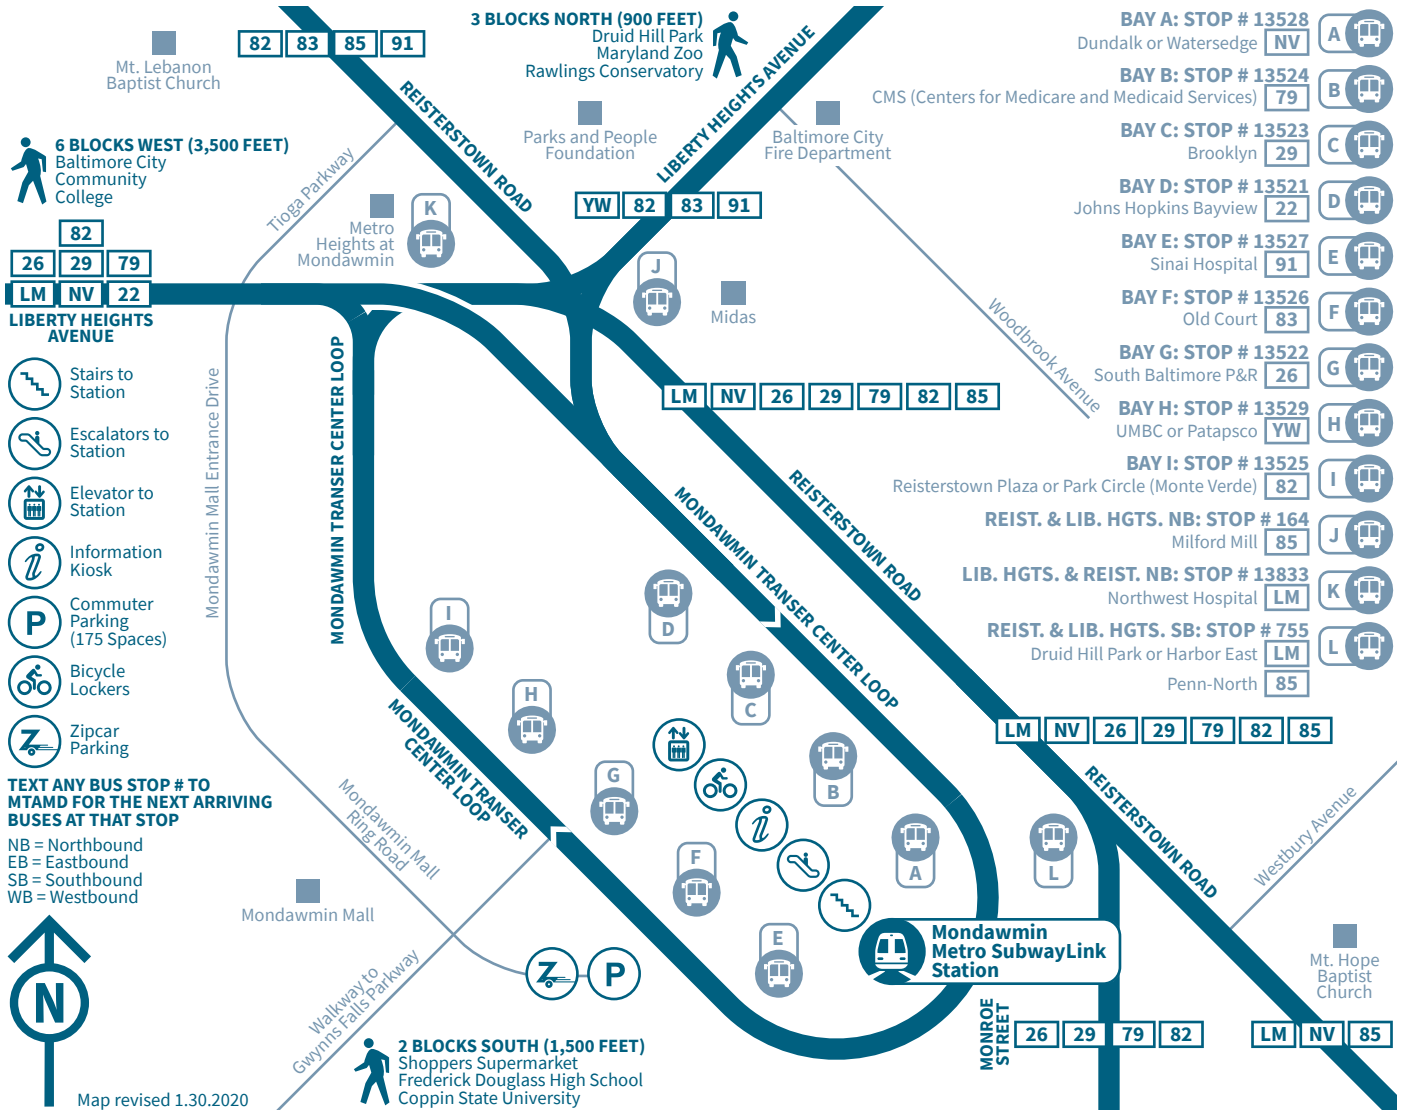 3 BLOCKS NORTH (900 FEET)
Druid Hill Park
Maryland Zoo
Rawlings Conservatory
82 83 85 91
Mt. Lebanon
Baptist Church
REISTERSTOWN ROAD
LIBERTY HEIGHTS AVENUE
Parks and People
Foundation
Baltimore City
Fire Department
6 BLOCKS WEST (3,500 FEET)
Baltimore City
Community
College
Tioga Parkway
YW 82 83 91
K
Metro
Heights at
Mondawmin
J
Midas
82
26 29 79
LM NV 22
LIBERTY HEIGHTS
AVENUE
Woodbrook Avenue
BAY A: STOP # 13528
Dundalk or Watersedge NV
A
BAY B: STOP # 13524
CMS (Centers for Medicare and Medicaid Services) 79
B
BAY C: STOP # 13523
Brooklyn 29
C
BAY D: STOP # 13521
Johns Hopkins Bayview 22
D
BAY E: STOP # 13527
Sinai Hospital 91
E
BAY F: STOP # 13526
Old Court 83
F
BAY G: STOP # 13522
South Baltimore P&R 26
G
BAY H: STOP # 13529
UMBC or Patapsco YW
H
BAY I: STOP # 13525
Reisterstown Plaza or Park Circle (Monte Verde) 82
I
REIST. & LIB. HGTS. NB: STOP # 164
Milford Mill 85
J
LIB. HGTS. & REIST. NB: STOP # 13833
Northwest Hospital LM
K
REIST. & LIB. HGTS. SB: STOP # 755
Druid Hill Park or Harbor East LM
L
Penn-North 85
Stairs to
Station
Escalators to
Station
Elevator to
Station
Information
Kiosk
P
Commuter
Parking
(175 Spaces)
Bicycle
Lockers
Zipcar
Parking
TEXT ANY BUS STOP # TO
MTAMD FOR THE NEXT ARRIVING
BUSES AT THAT STOP
NB = Northbound
EB = Eastbound
SB = Southbound
WB = Westbound
N
Map revised 1.30.2020
Mondawmin Mall Entrance Drive
MONDAWMIN TRANSER CENTER LOOP
LM NV 26 29 79 82 85
MONDAWMIN TRANSER CENTER LOOP
REISTERSTOWN ROAD
I
H
G
F
E
D
C
B
A
L
MONDAWMIN TRANSER
CENTER LOOP
Mondawmin Mall
Ring Road
Mondawmin Mall
Walkway to
Gwynns Falls Parkway
Z P
LM NV 26 29 79 82 85
REISTERSTOWN ROAD
Westbury Avenue
Mondawmin
Metro SubwayLink
Station
Mt. Hope
Baptist
Church
MONROE
STREET
26 29 79 82
LM NV 85
2 BLOCKS SOUTH (1,500 FEET)
Shoppers Supermarket
Frederick Douglass High School
Coppin State University